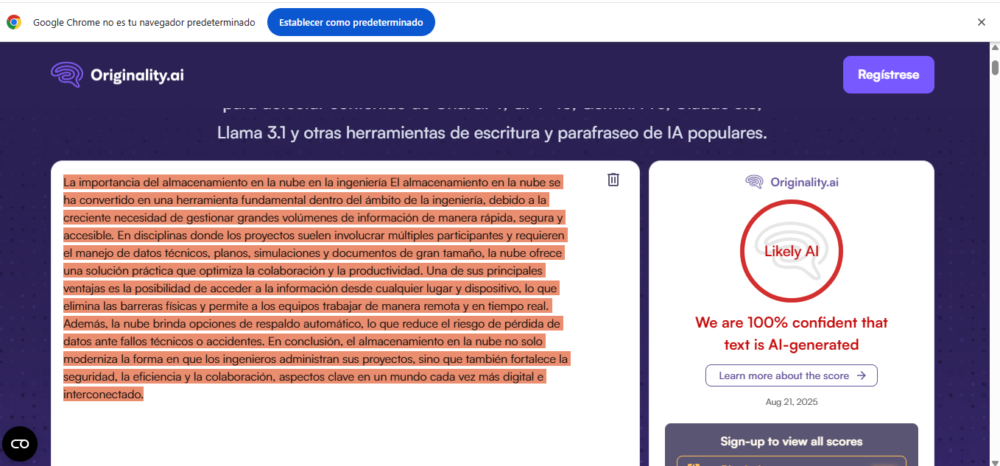 Google Chrome no es tu navegador predeterminado
Establecer como predeterminado
Originality.ai
Regístrese
Llama 3.1 y otras herramientas de escritura y parafraseo de IA populares.
La importancia del almacenamiento en la nube en la ingeniería El almacenamiento en la nube se
ha convertido en una herramienta fundamental dentro del ámbito de la ingeniería, debido a la
creciente necesidad de gestionar grandes volúmenes de información de manera rápida, segura y
accesible. En disciplinas donde los proyectos suelen involucrar múltiples participantes y requieren
el manejo de datos técnicos, planos, simulaciones y documentos de gran tamaño, la nube ofrece
una solución práctica que optimiza la colaboración y la productividad. Una de sus principales
ventajas es la posibilidad de acceder a la información desde cualquier lugar y dispositivo, lo que
elimina las barreras físicas y permite a los equipos trabajar de manera remota y en tiempo real.
Además, la nube brinda opciones de respaldo automático, lo que reduce el riesgo de pérdida de
datos ante fallos técnicos o accidentes. En conclusión, el almacenamiento en la nube no solo
moderniza la forma en que los ingenieros administran sus proyectos, sino que también fortalece la
seguridad, la eficiencia y la colaboración, aspectos clave en un mundo cada vez más digital e
interconectado.
Originality.ai
Likely AI
We are 100% confident that
text is AI-generated
Learn more about the score
Aug 21, 2025
Sign-up to view all scores